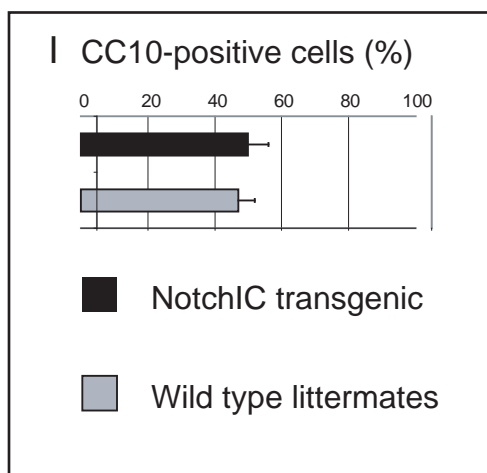 I CC10-positive cells (%)
0 20 40 60 80 100
NotchIC transgenic
Wild type littermates